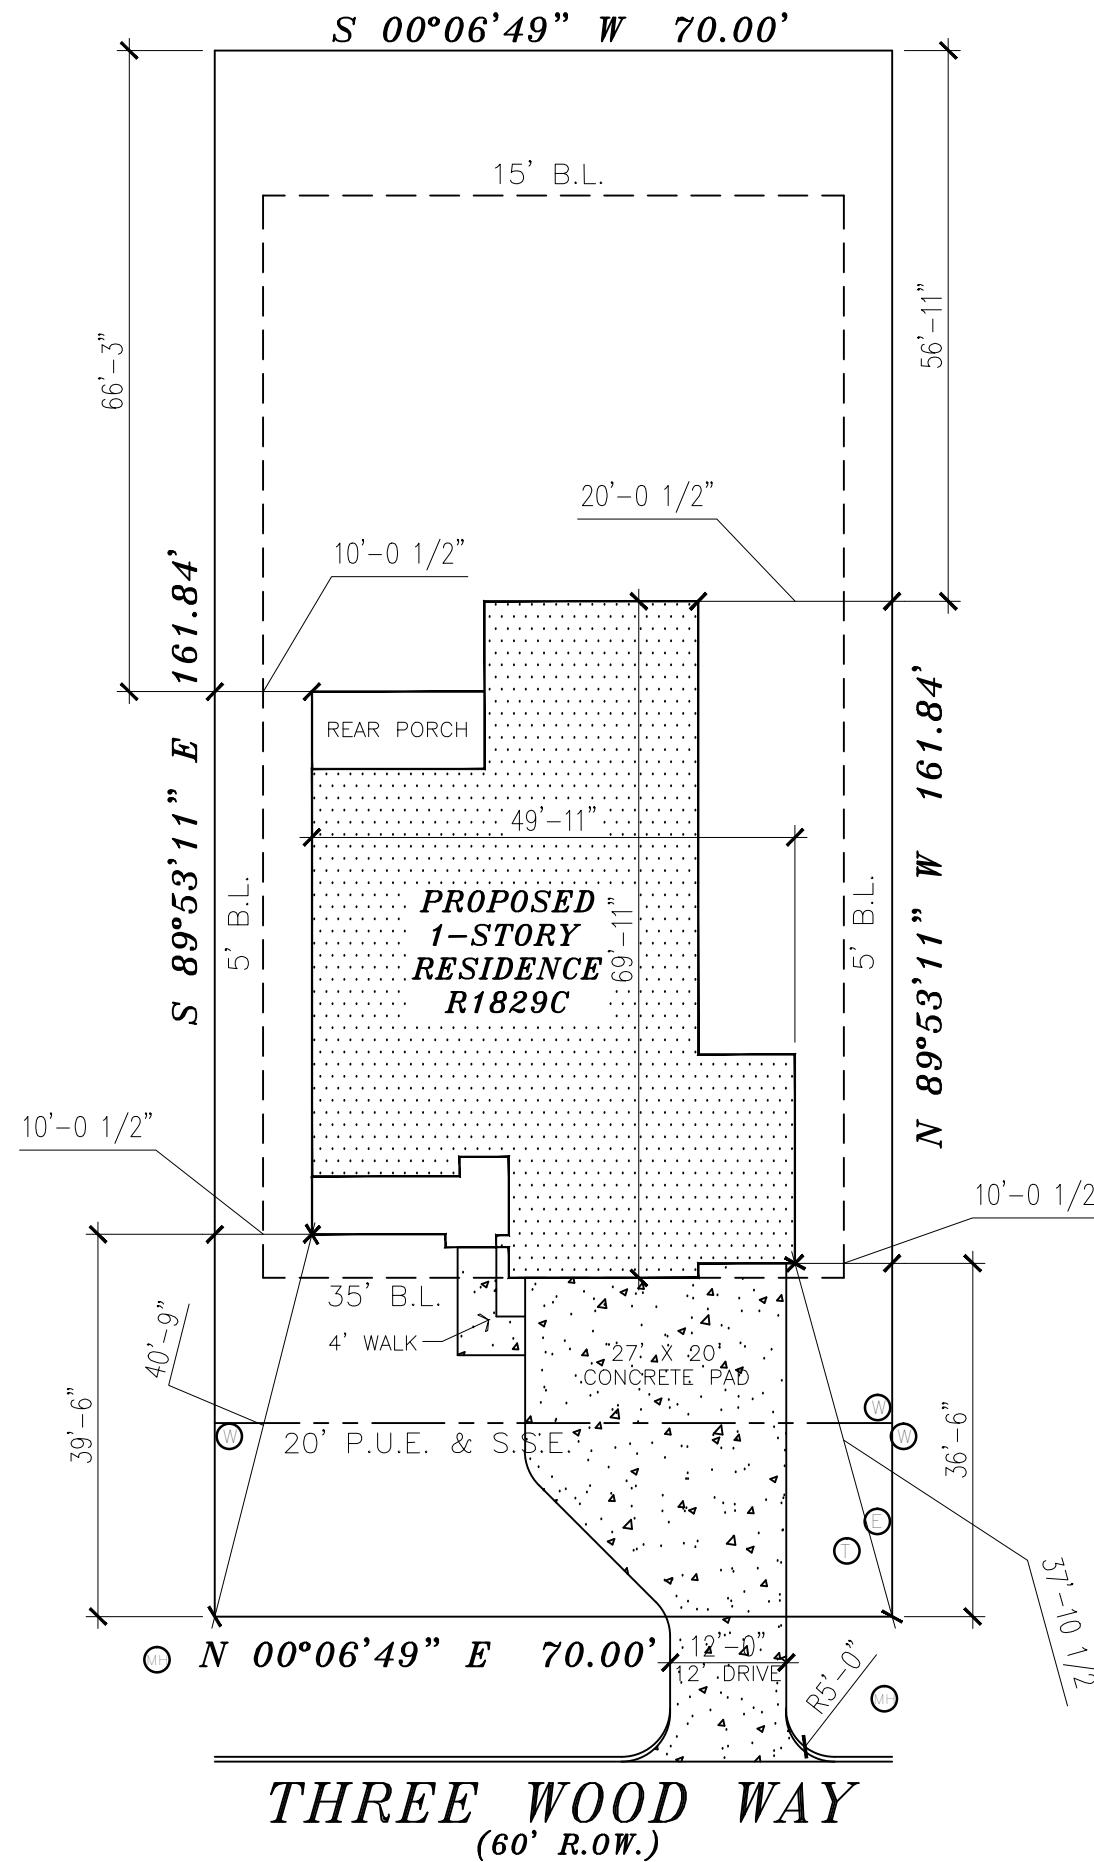 S 00°06'49" W 70.00'
15' B.L.
66'-3"
56'-11"
20'-0 1/2"
10'-0 1/2"
S 89°53'11" E 161.84'
N 89°53'11" W 161.84'
REAR PORCH
49'-11"
5' B.L.
5' B.L.
PROPOSED
1-STORY
RESIDENCE
R1829C
69'-11"
10'-0 1/2"
10'-0 1/2
35' B.L.
4' WALK
27' X 20'
CONCRETE PAD
40'-9"
39'-6"
36'-6"
W
W
W
20' P.U.E. & S.S.E.
E
T
37'-10 1/2
N 00°06'49" E 70.00'
12'-0"
12' DRIVE
R5'-0"
MH
MH
THREE WOOD WAY
(60' R.OW.)